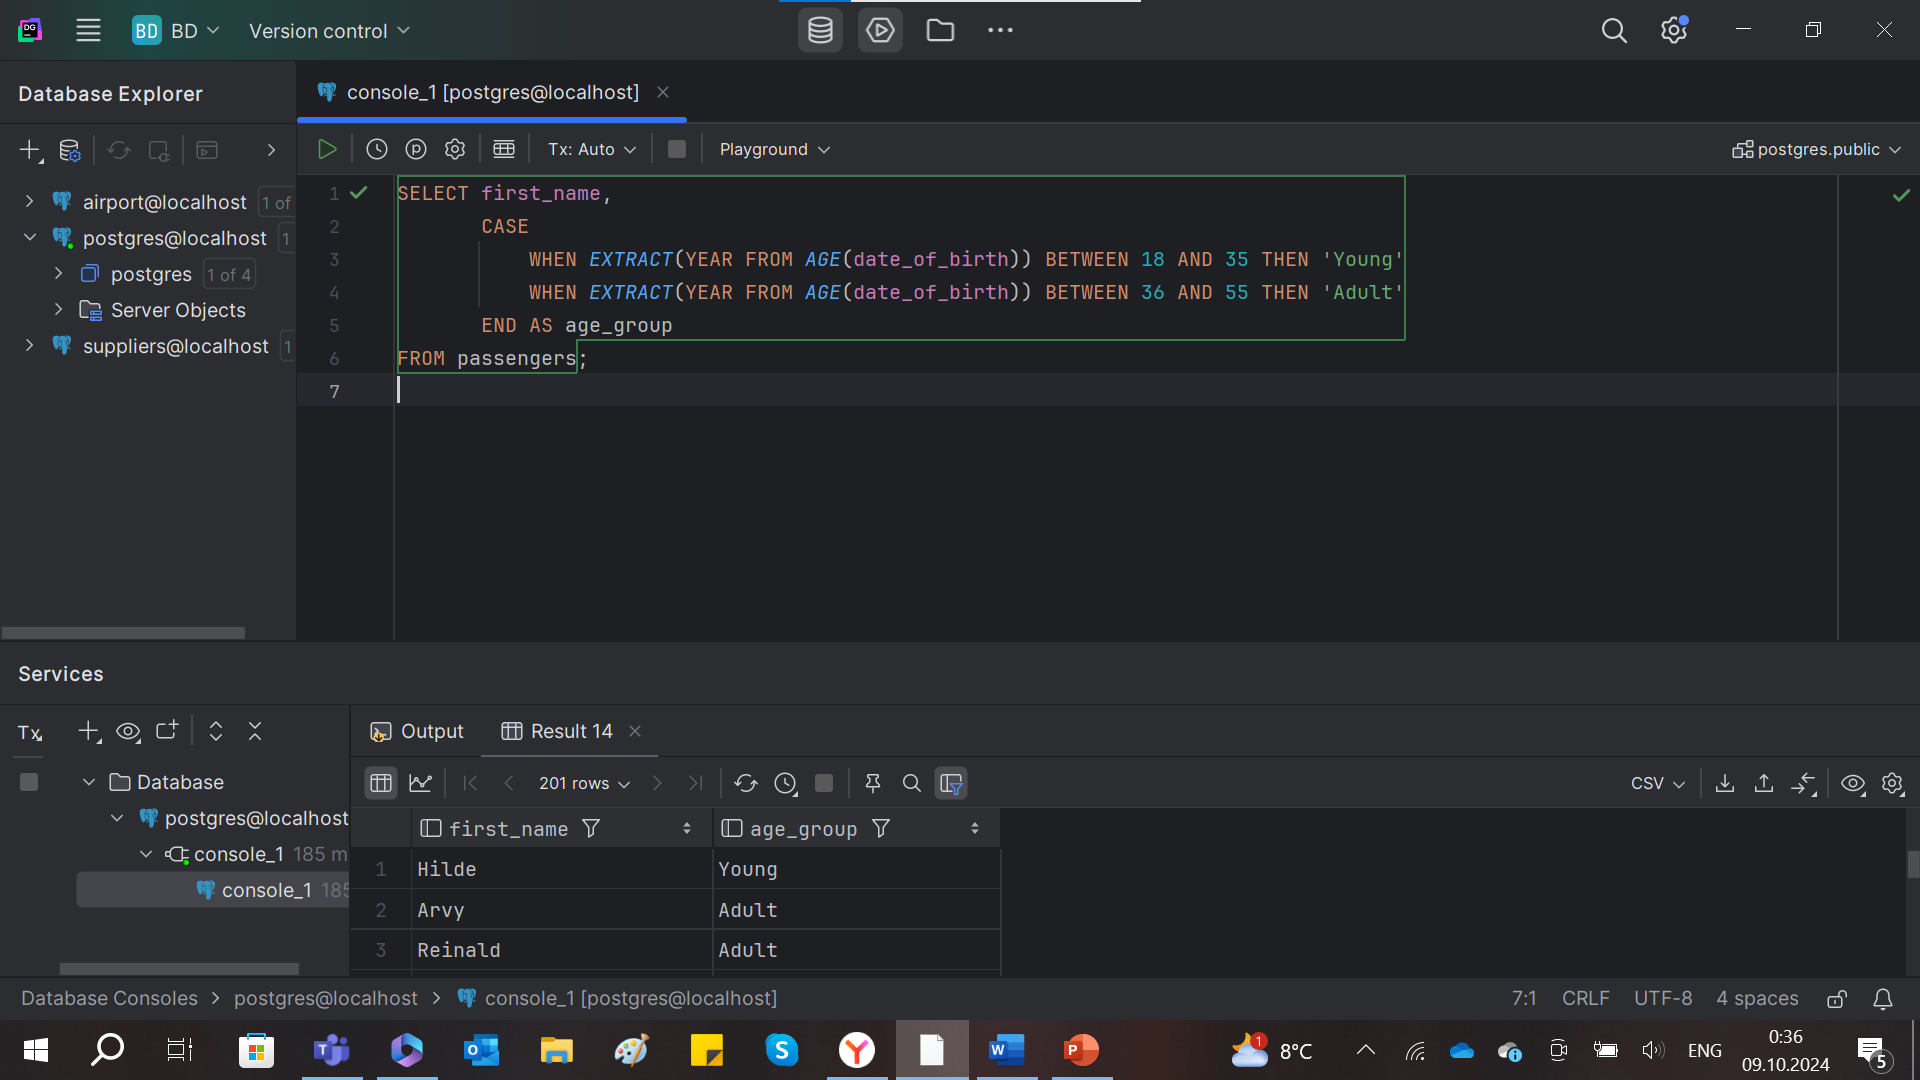 DG
BD BD Version control
Database Explorer
console_1 [postgres@localhost]
Tx: Auto Playground postgres.public
airport@localhost 1 of
postgres@localhost 1
postgres 1 of 4
Server Objects
suppliers@localhost 1
1 SELECT first_name,
2 CASE
3 WHEN EXTRACT(YEAR FROM AGE(date_of_birth)) BETWEEN 18 AND 35 THEN 'Young'
4 WHEN EXTRACT(YEAR FROM AGE(date_of_birth)) BETWEEN 36 AND 55 THEN 'Adult'
5 END AS age_group
6 FROM passengers;
7
Services
Tx
Output Result 14
Database
postgres@localhost
console_1 185 m
console_1 185
201 rows CSV
first_name age_group
1 Hilde Young
2 Arvy Adult
3 Reinald Adult
Database Consoles postgres@localhost console_1 [postgres@localhost]
7:1 CRLF UTF-8 4 spaces
1 8°C ENG 0:36
09.10.2024 5